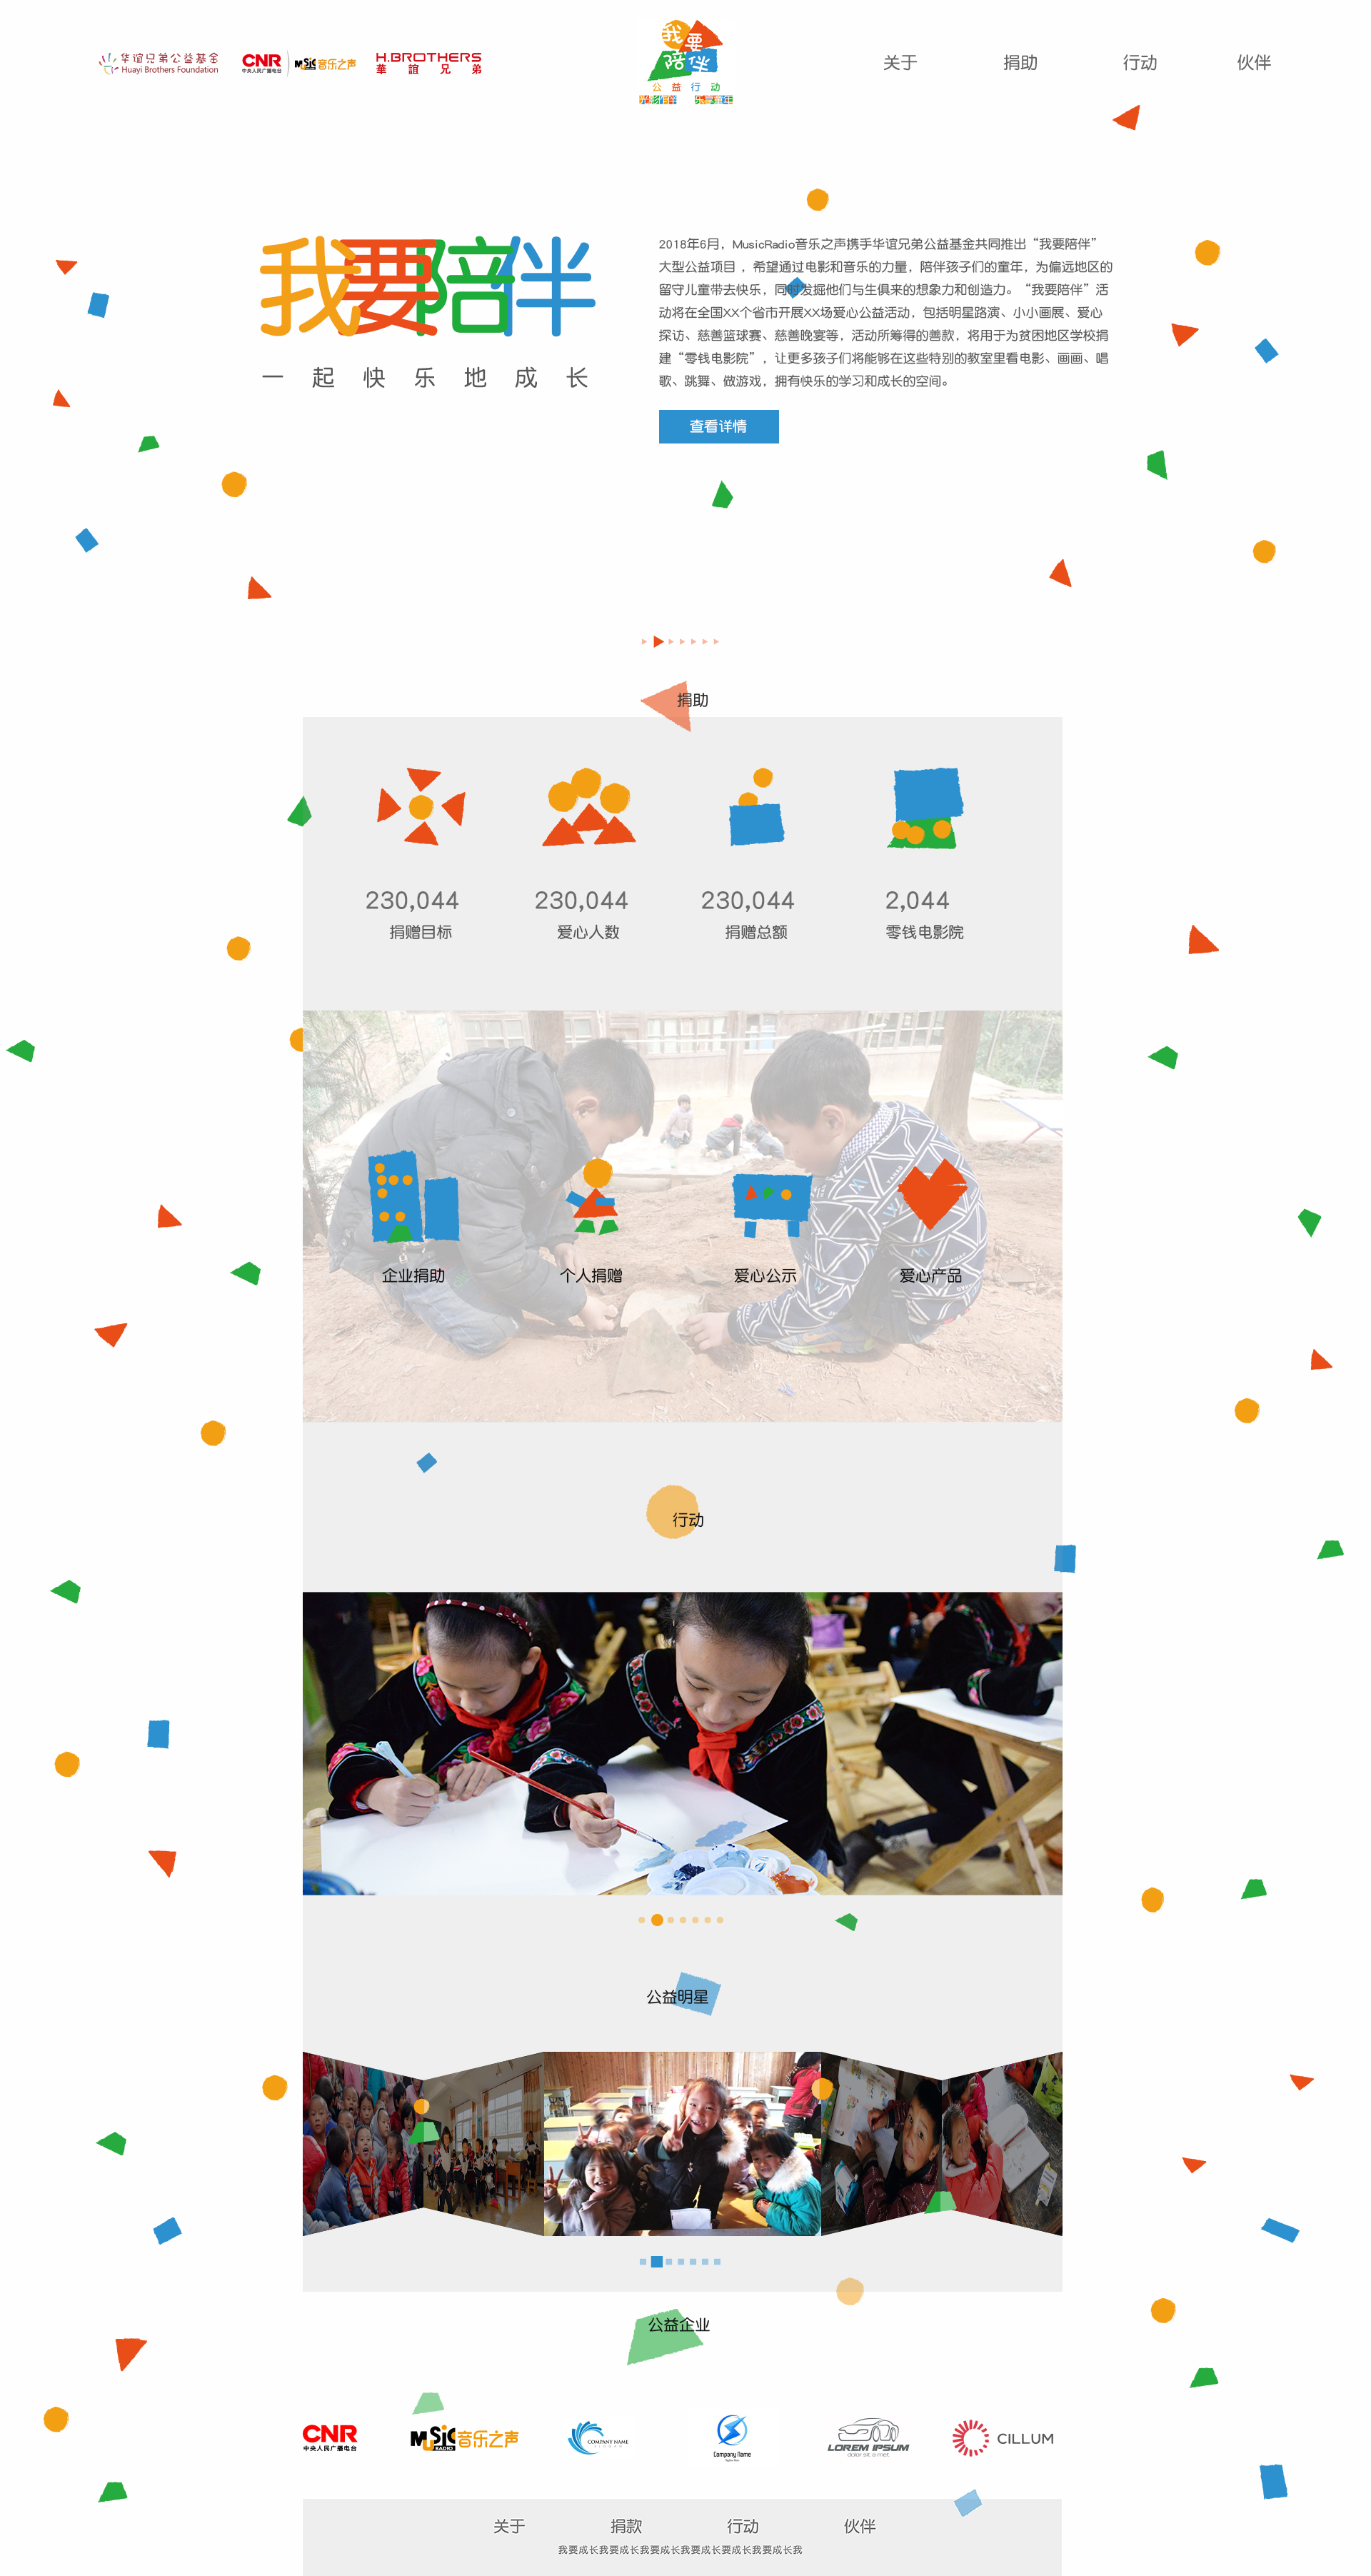 华谊兄弟公益基金
Huayi Brothers Foundation
CNR
中央人民广播电台
MUSIC 音乐之声
H.BROTHERS
華誼兄弟
我要
陪伴
公益行动
关于 捐助 行动 伙伴
我要陪伴
一起快乐地成长
2018年6月，MusicRadio音乐之声携手华谊兄弟公益基金共同推出“我要陪伴”
大型公益项目，希望通过电影和音乐的力量，陪伴孩子们的童年，为偏远地区的
留守儿童带去快乐，同时发掘他们与生俱来的想象力和创造力。“我要陪伴”活
动将在全国XX个省市开展XX场爱心公益活动，包括明星路演、小小画展、爱心
探访、慈善篮球赛、慈善晚宴等，活动所筹得的善款，将用于为贫困地区学校捐
建“零钱电影院”，让更多孩子们将能够在这些特别的教室里看电影、画画、唱
歌、跳舞、做游戏，拥有快乐的学习和成长的空间。
查看详情
捐助
230,044 230,044 230,044 2,044
捐赠目标 爱心人数 捐赠总额 零钱电影院
企业捐助 个人捐赠 爱心公示 爱心产品
行动
公益明星
公益企业
CNR
中央人民广播电台
MUSIC RADIO 音乐之声
COMPANY NAME
Company Name
LOREM IPSUM
dolor sit a met
CILLUM
关于 捐款 行动 伙伴
我要成长我要成长我要成长我要成长要成长我要成长我